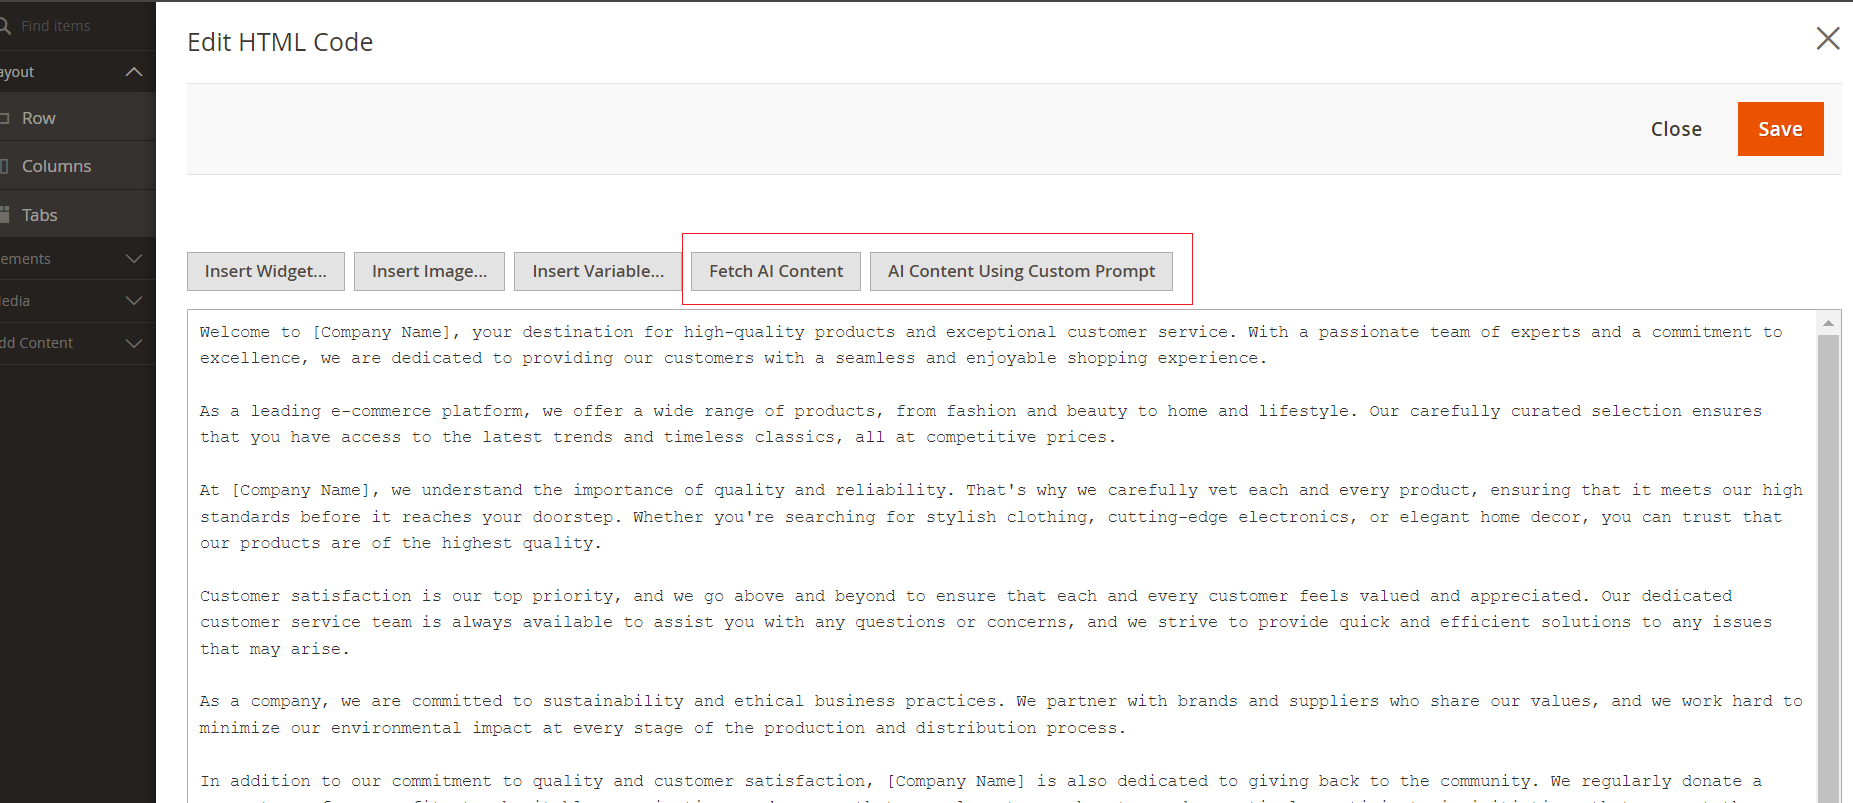 Find items
Edit HTML Code
ayout
Row
Columns
Tabs
ements
edia
dd Content
Close
Save
Insert Widget...
Insert Image...
Insert Variable...
Fetch AI Content
AI Content Using Custom Prompt
Welcome to [Company Name], your destination for high-quality products and exceptional customer service. With a passionate team of experts and a commitment to
excellence, we are dedicated to providing our customers with a seamless and enjoyable shopping experience.
As a leading e-commerce platform, we offer a wide range of products, from fashion and beauty to home and lifestyle. Our carefully curated selection ensures
that you have access to the latest trends and timeless classics, all at competitive prices.
At [Company Name], we understand the importance of quality and reliability. That's why we carefully vet each and every product, ensuring that it meets our high
standards before it reaches your doorstep. Whether you're searching for stylish clothing, cutting-edge electronics, or elegant home decor, you can trust that
our products are of the highest quality.
Customer satisfaction is our top priority, and we go above and beyond to ensure that each and every customer feels valued and appreciated. Our dedicated
customer service team is always available to assist you with any questions or concerns, and we strive to provide quick and efficient solutions to any issues
that may arise.
As a company, we are committed to sustainability and ethical business practices. We partner with brands and suppliers who share our values, and we work hard to
minimize our environmental impact at every stage of the production and distribution process.
In addition to our commitment to quality and customer satisfaction, [Company Name] is also dedicated to giving back to the community. We regularly donate a